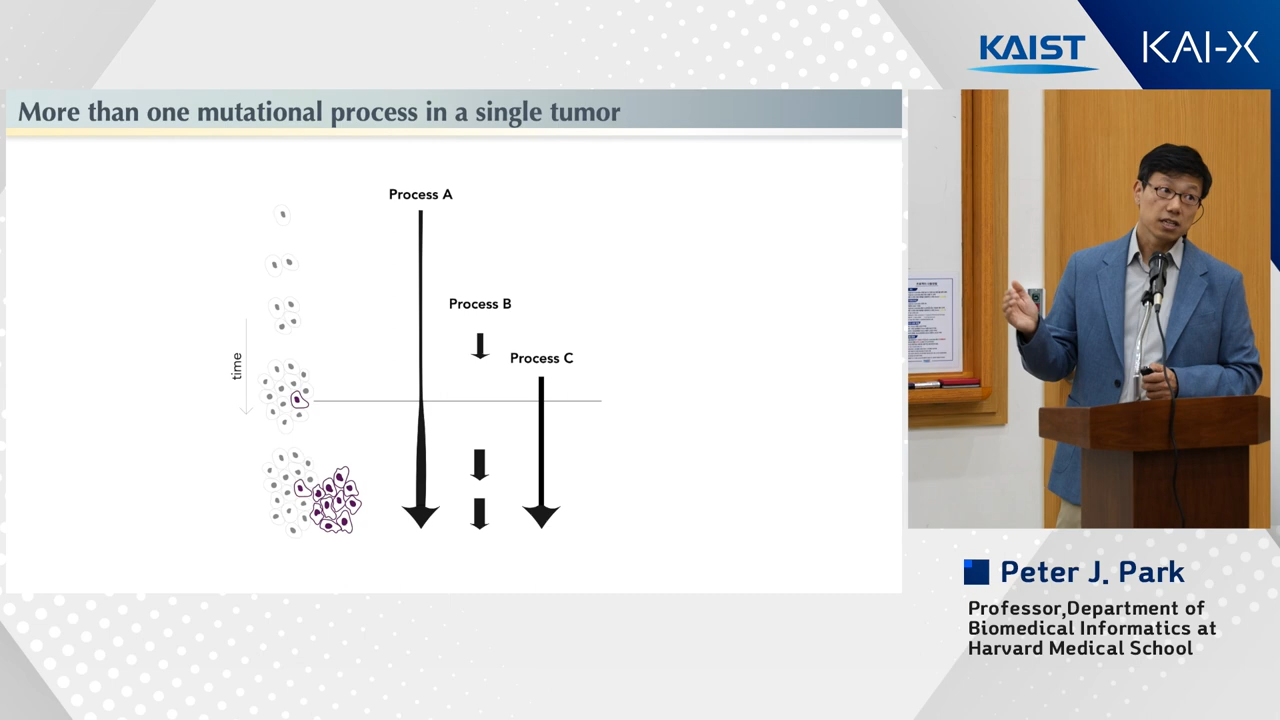 KAIST
KAI-X
More than one mutational process in a single tumor
Process A
Process B
Process C
time
Peter J. Park
Professor,Department of
Biomedical Informatics at
Harvard Medical School